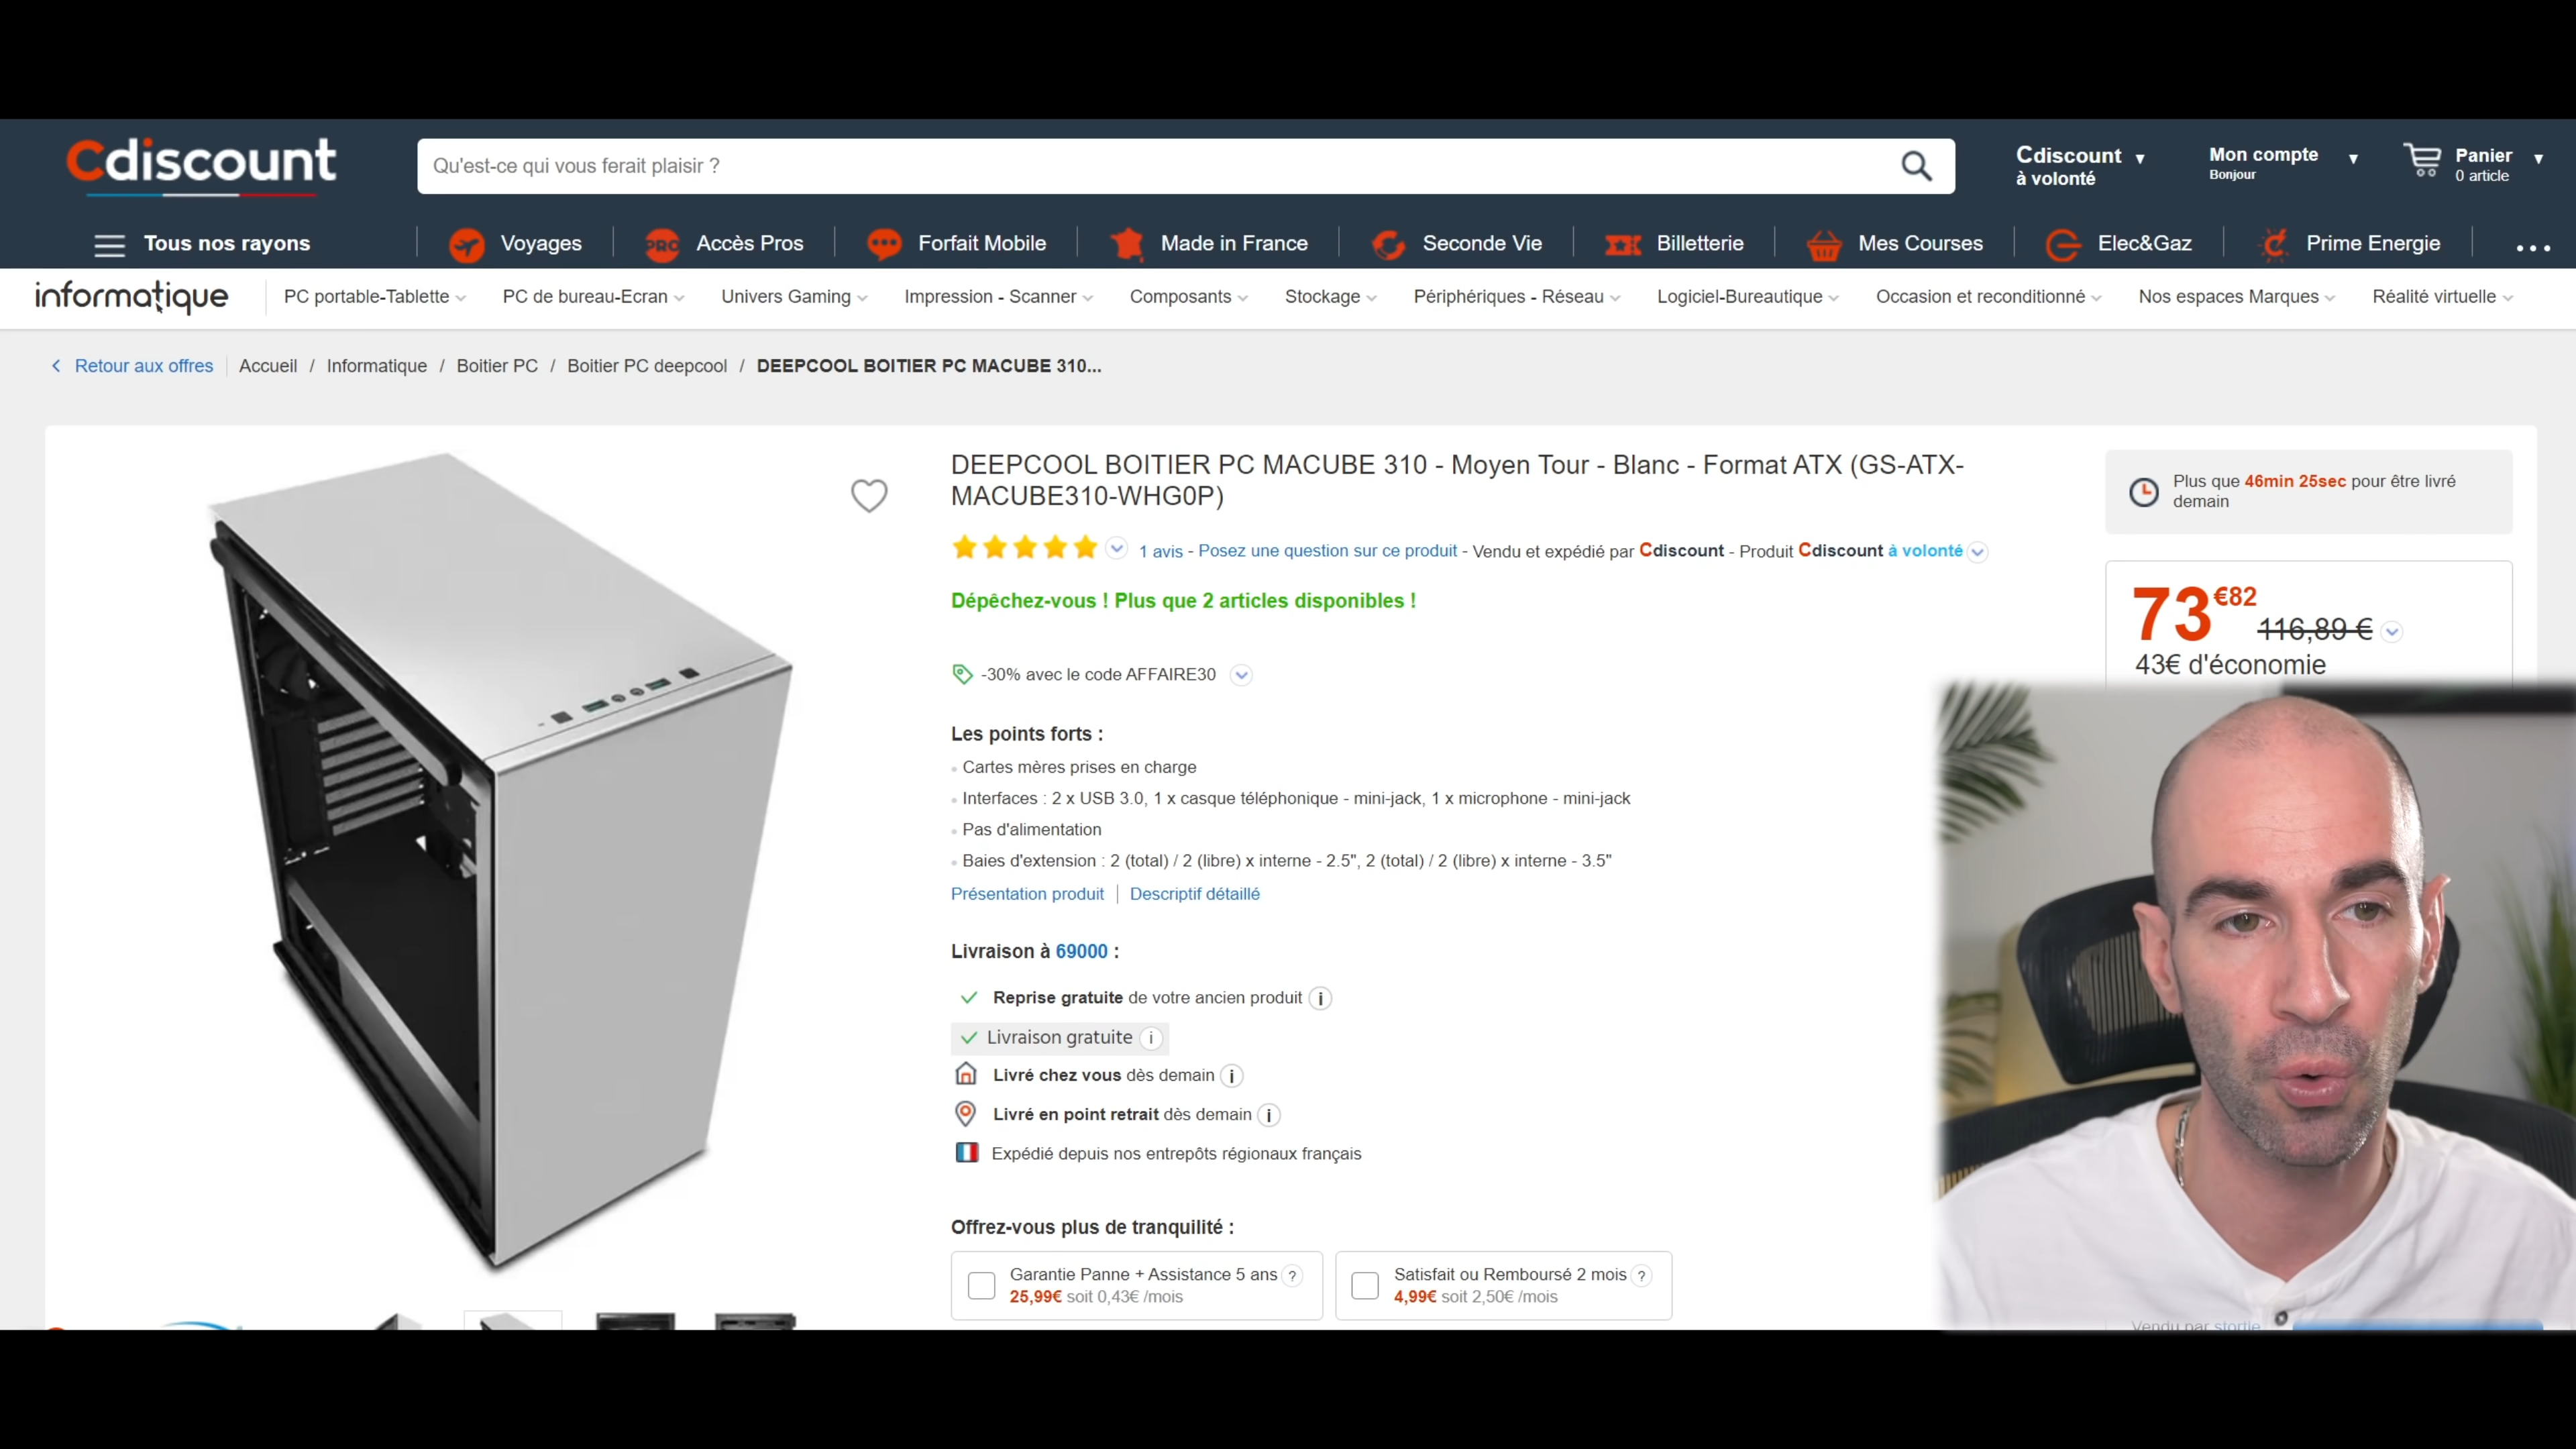 Cdiscount
Qu'est-ce qui vous ferait plaisir ?
Cdiscount à volonté
Mon compte
Bonjour
Panier
0 article
Tous nos rayons
Voyages
PRO
Accès Pros
Forfait Mobile
Made in France
Seconde Vie
Billetterie
Mes Courses
Elec&Gaz
Prime Energie
informatique
PC portable-Tablette
PC de bureau-Ecran
Univers Gaming
Impression - Scanner
Composants
Stockage
Périphériques - Réseau
Logiciel-Bureautique
Occasion et reconditionné
Nos espaces Marques
Réalité virtuelle
Retour aux offres
Accueil / Informatique / Boitier PC / Boitier PC deepcool / DEEPCOOL BOITIER PC MACUBE 310...
DEEPCOOL BOITIER PC MACUBE 310 - Moyen Tour - Blanc - Format ATX (GS-ATX-
MACUBE310-WHG0P)
1 avis - Posez une question sur ce produit - Vendu et expédié par Cdiscount - Produit Cdiscount à volonté
Dépêchez-vous ! Plus que 2 articles disponibles !
-30% avec le code AFFAIRE30
Les points forts :
Cartes mères prises en charge
Interfaces : 2 x USB 3.0, 1 x casque téléphonique - mini-jack, 1 x microphone - mini-jack
Pas d'alimentation
Baies d'extension : 2 (total) / 2 (libre) x interne - 2.5", 2 (total) / 2 (libre) x interne - 3.5"
Présentation produit | Descriptif détaillé
Livraison à 69000 :
Reprise gratuite de votre ancien produit
Livraison gratuite
Livré chez vous dès demain
Livré en point retrait dès demain
Expédié depuis nos entrepôts régionaux français
Offrez-vous plus de tranquilité :
Garantie Panne + Assistance 5 ans ?
25,99€ soit 0,43€ /mois
Satisfait ou Remboursé 2 mois ?
4,99€ soit 2,50€ /mois
Plus que 46min 25sec pour être livré
demain
73€82
116,89 €
43€ d'économie
Vendu par stortle